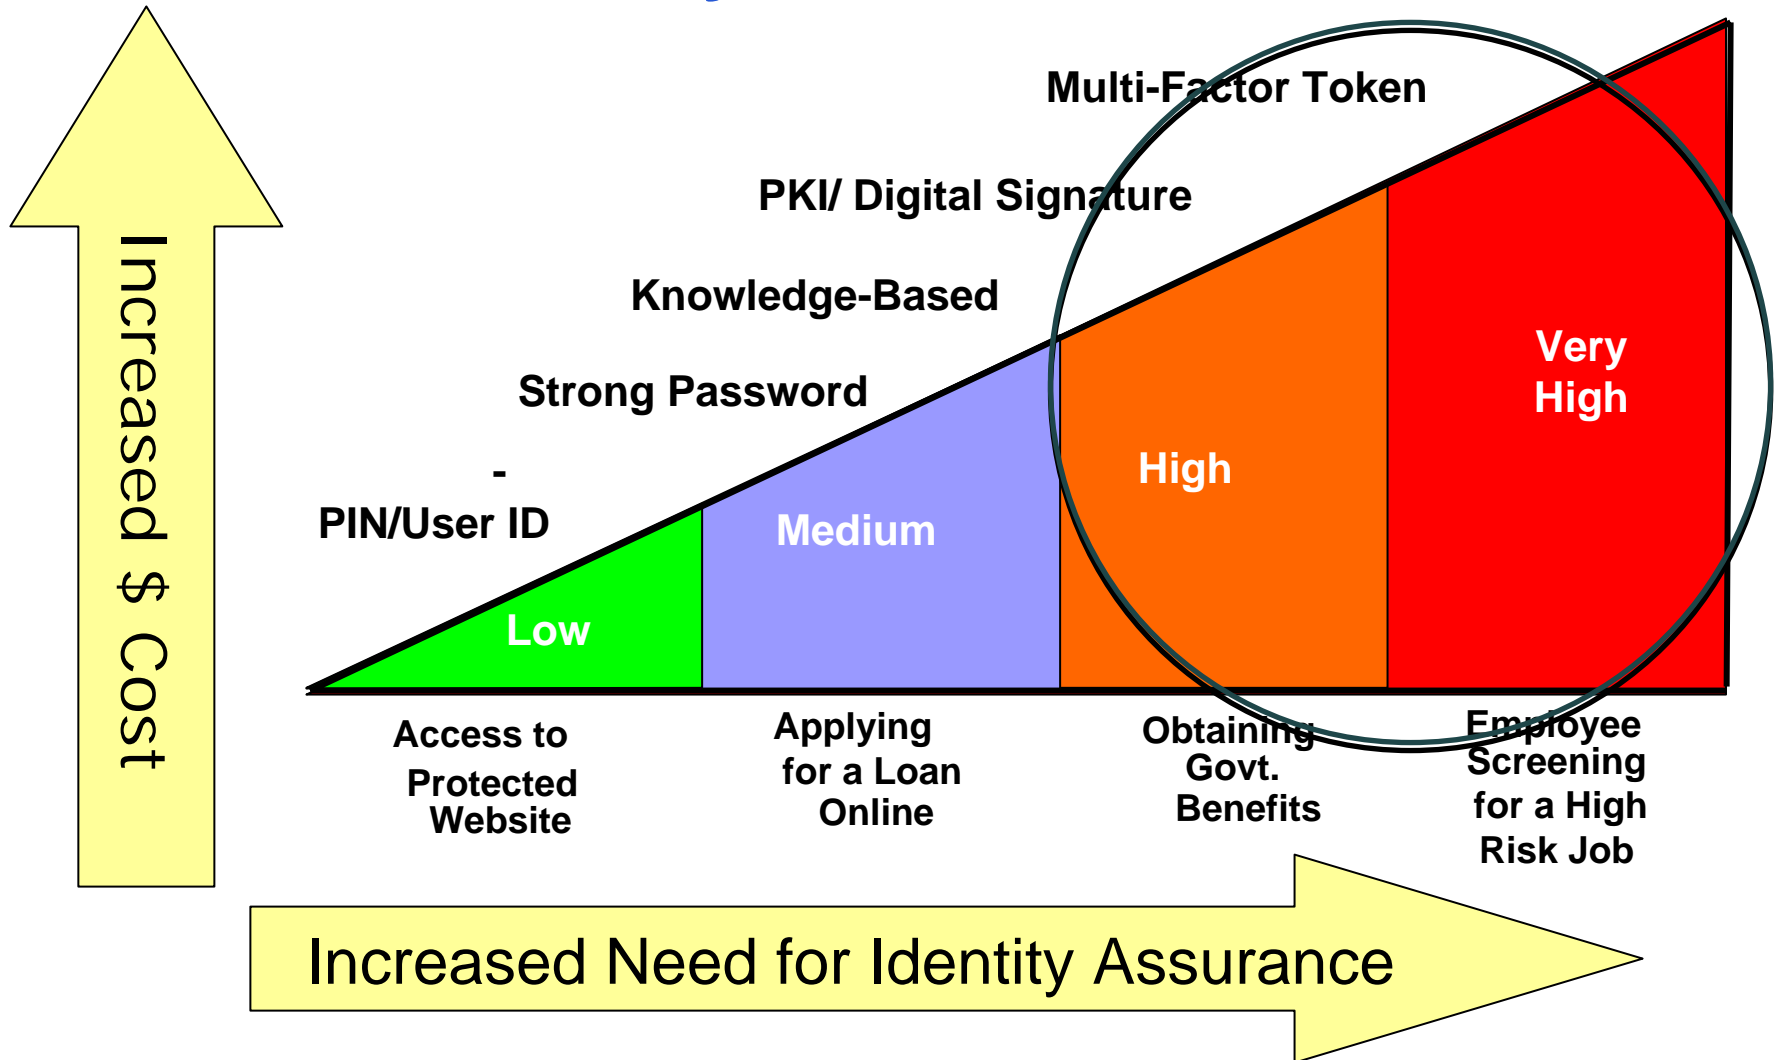 Multi-Factor Token
PKI/ Digital Signature
Knowledge-Based
Strong Password
-
PIN/User ID
Increased $ Cost
Low
Medium
High
Very
High
Access to
Protected
Website
Applying
for a Loan
Online
Obtaining
Govt.
Benefits
Employee
Screening
for a High
Risk Job
Increased Need for Identity Assurance